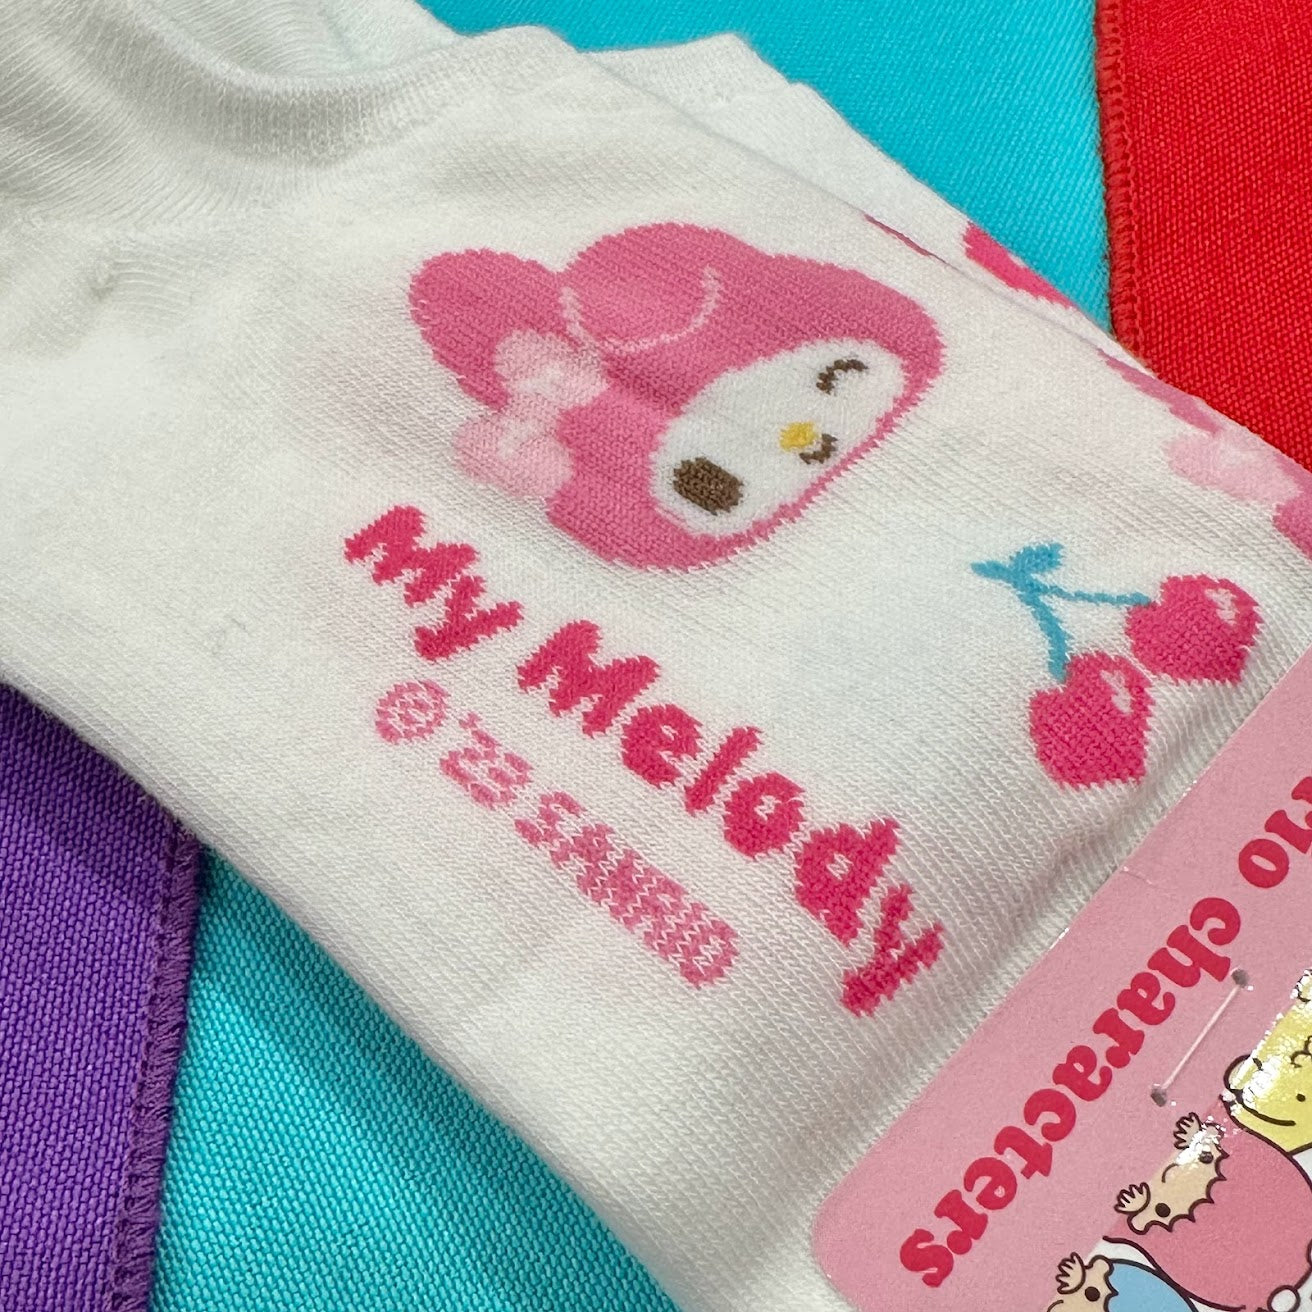 My Melody
© '23 SANRIO
rio characters